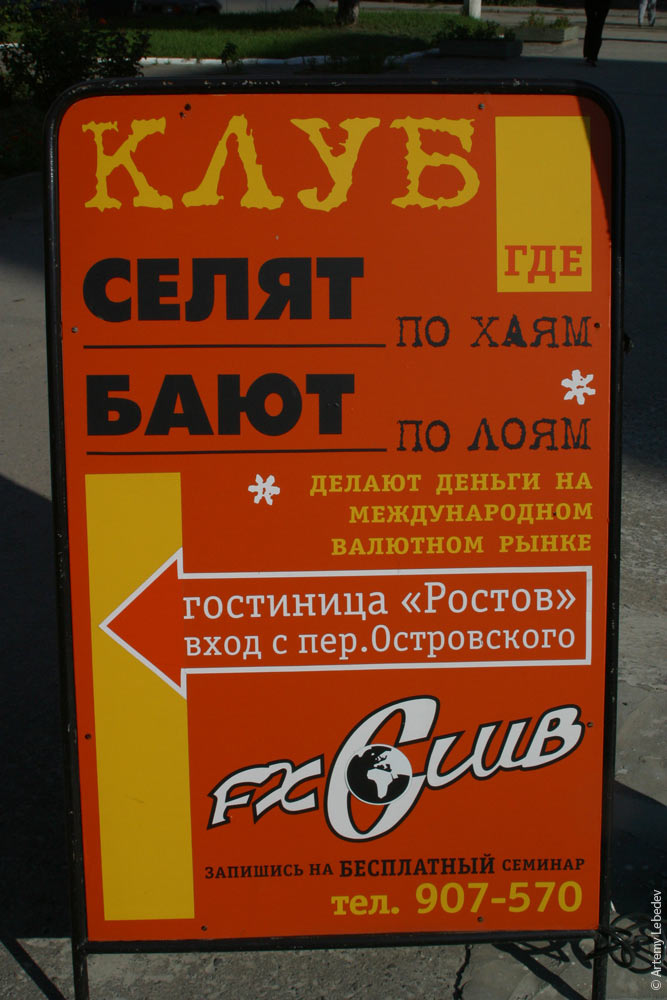 КЛУБ
ГДЕ
СЕЛЯТ по хаям
БАЮТ по лоям *
* ДЕЛАЮТ ДЕНЬГИ НА
МЕЖДУНАРОДНОМ
ВАЛЮТНОМ РЫНКЕ
гостиница «Ростов»
вход с пер.Островского
FXCLUB
ЗАПИШИСЬ НА БЕСПЛАТНЫЙ СЕМИНАР
тел. 907-570
© Artemy Lebedev